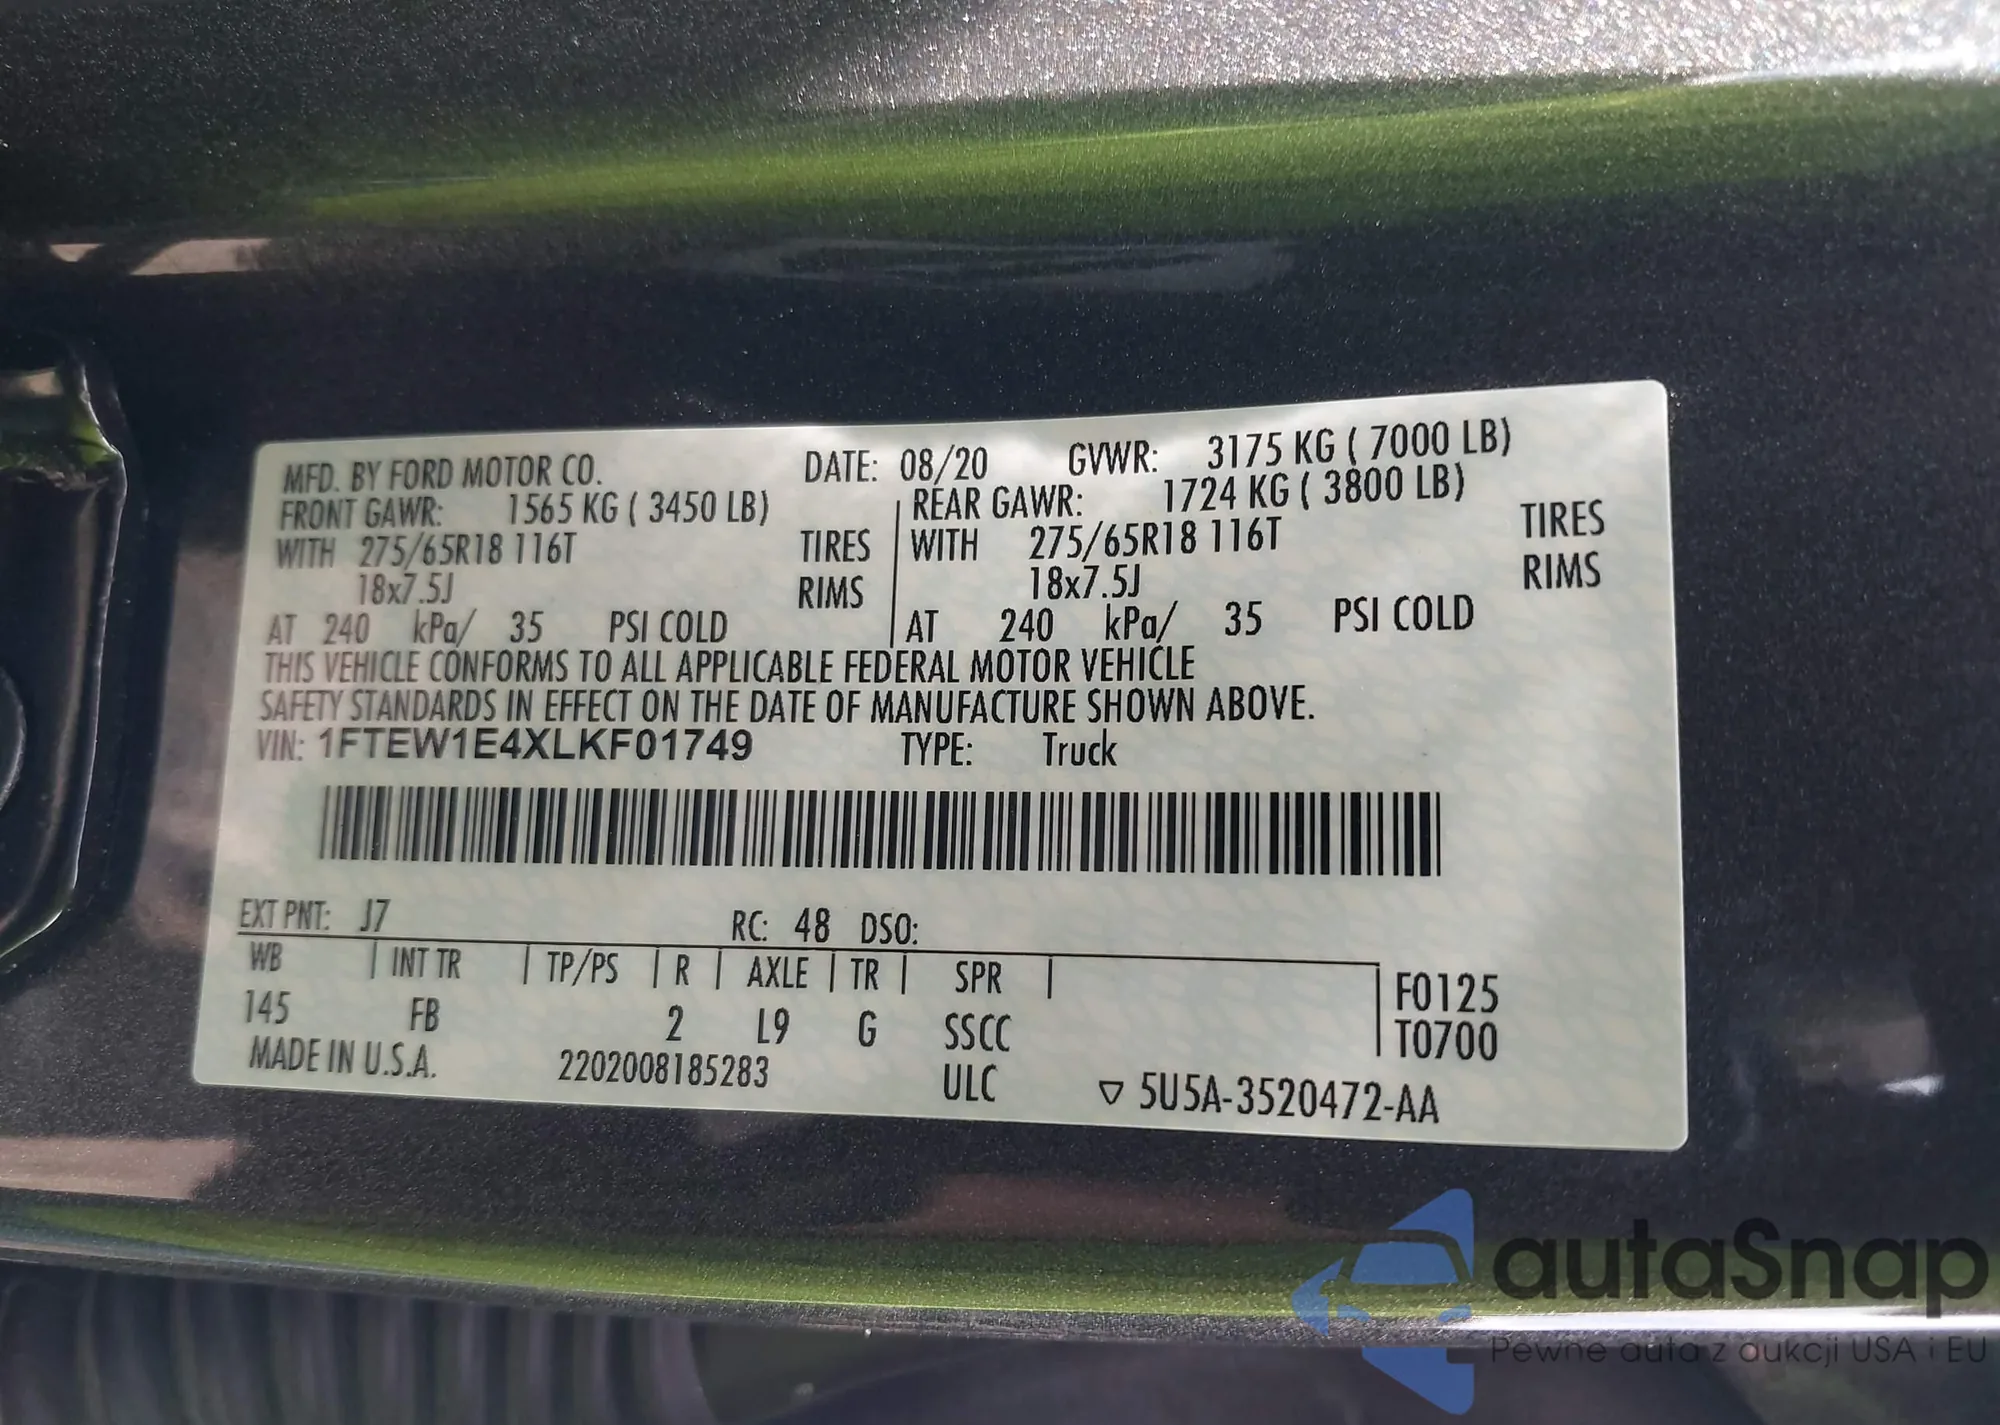 MFD. BY FORD MOTOR CO. DATE: 08/20 GVWR: 3175 KG ( 7000 LB)
FRONT GAWR: 1565 KG ( 3450 LB) REAR GAWR: 1724 KG ( 3800 LB)
WITH 275/65R18 116T TIRES WITH 275/65R18 116T TIRES
18x7.5J RIMS 18x7.5J RIMS
AT 240 kPa/ 35 PSI COLD AT 240 kPa/ 35 PSI COLD
THIS VEHICLE CONFORMS TO ALL APPLICABLE FEDERAL MOTOR VEHICLE
SAFETY STANDARDS IN EFFECT ON THE DATE OF MANUFACTURE SHOWN ABOVE.
VIN: 1FTEW1E4XLKF01749 TYPE: Truck
EXT PNT: J7 RC: 48 DSO:
WB INT TR TP/PS R AXLE TR SPR F0125
145 FB 2 L9 G SSCC T0700
MADE IN U.S.A. 2202008185283 ULC ▽ 5U5A-3520472-AA
autaSnap
Pewne auta z aukcji USA i EU